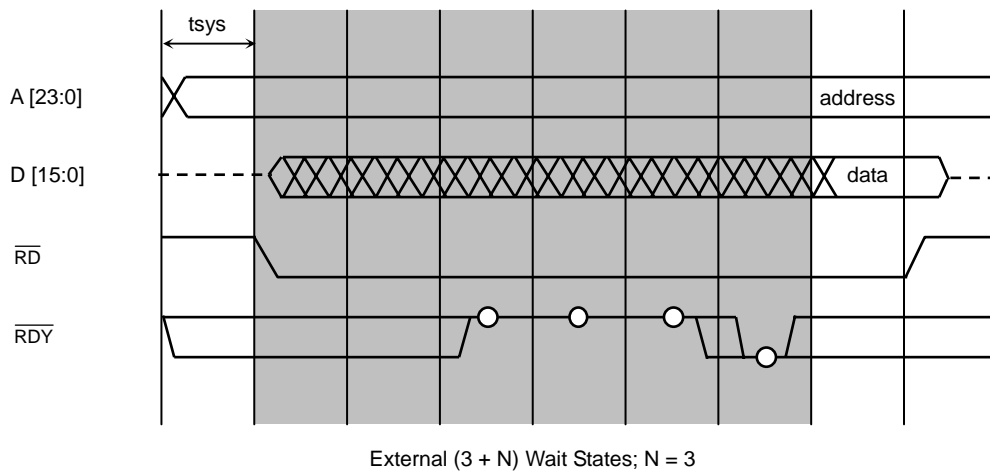 tsys
A [23:0]
address
D [15:0]
data
RD
RDY
External (3 + N) Wait States; N = 3